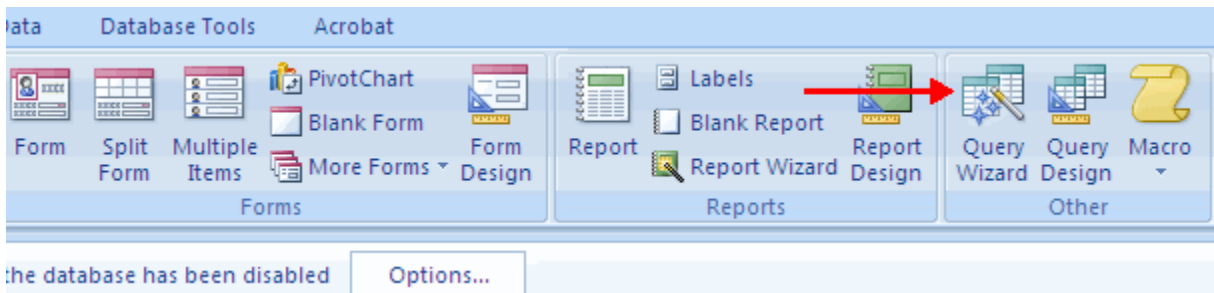 Data Database Tools Acrobat
PivotChart
Blank Form
More Forms
Form
Split Form
Multiple Items
Form Design
Forms
Labels
Blank Report
Report Wizard
Report
Report Design
Reports
Query Wizard
Query Design
Macro
Other
the database has been disabled Options...